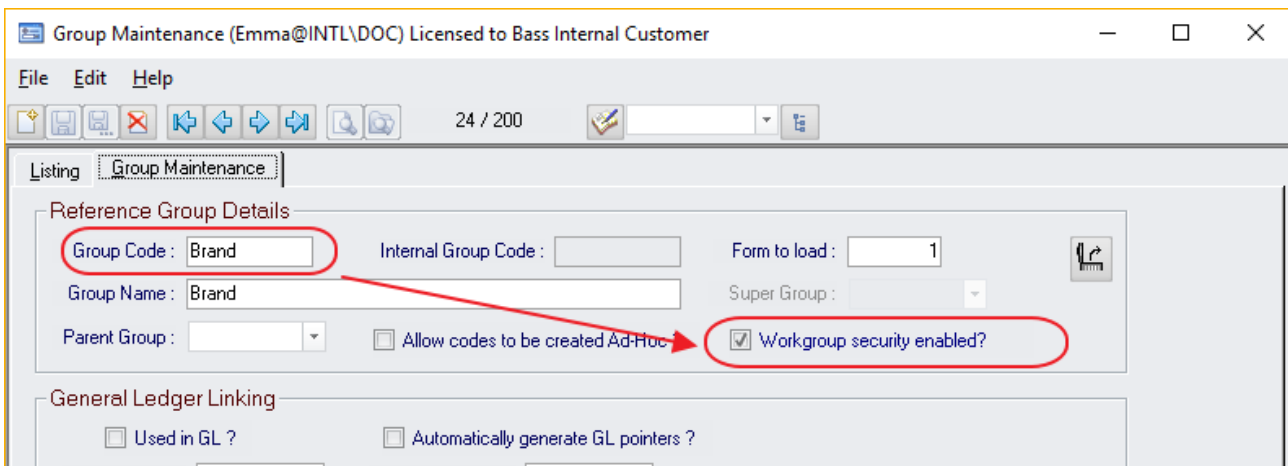 Group Maintenance (Emma@INTL\DOC) Licensed to Bass Internal Customer
File Edit Help
24 / 200
Listing Group Maintenance
Reference Group Details
Group Code : Brand Internal Group Code : Form to load : 1
Group Name : Brand Super Group :
Parent Group : Allow codes to be created Ad-Hoc ? Workgroup security enabled?
General Ledger Linking
Used in GL ? Automatically generate GL pointers ?